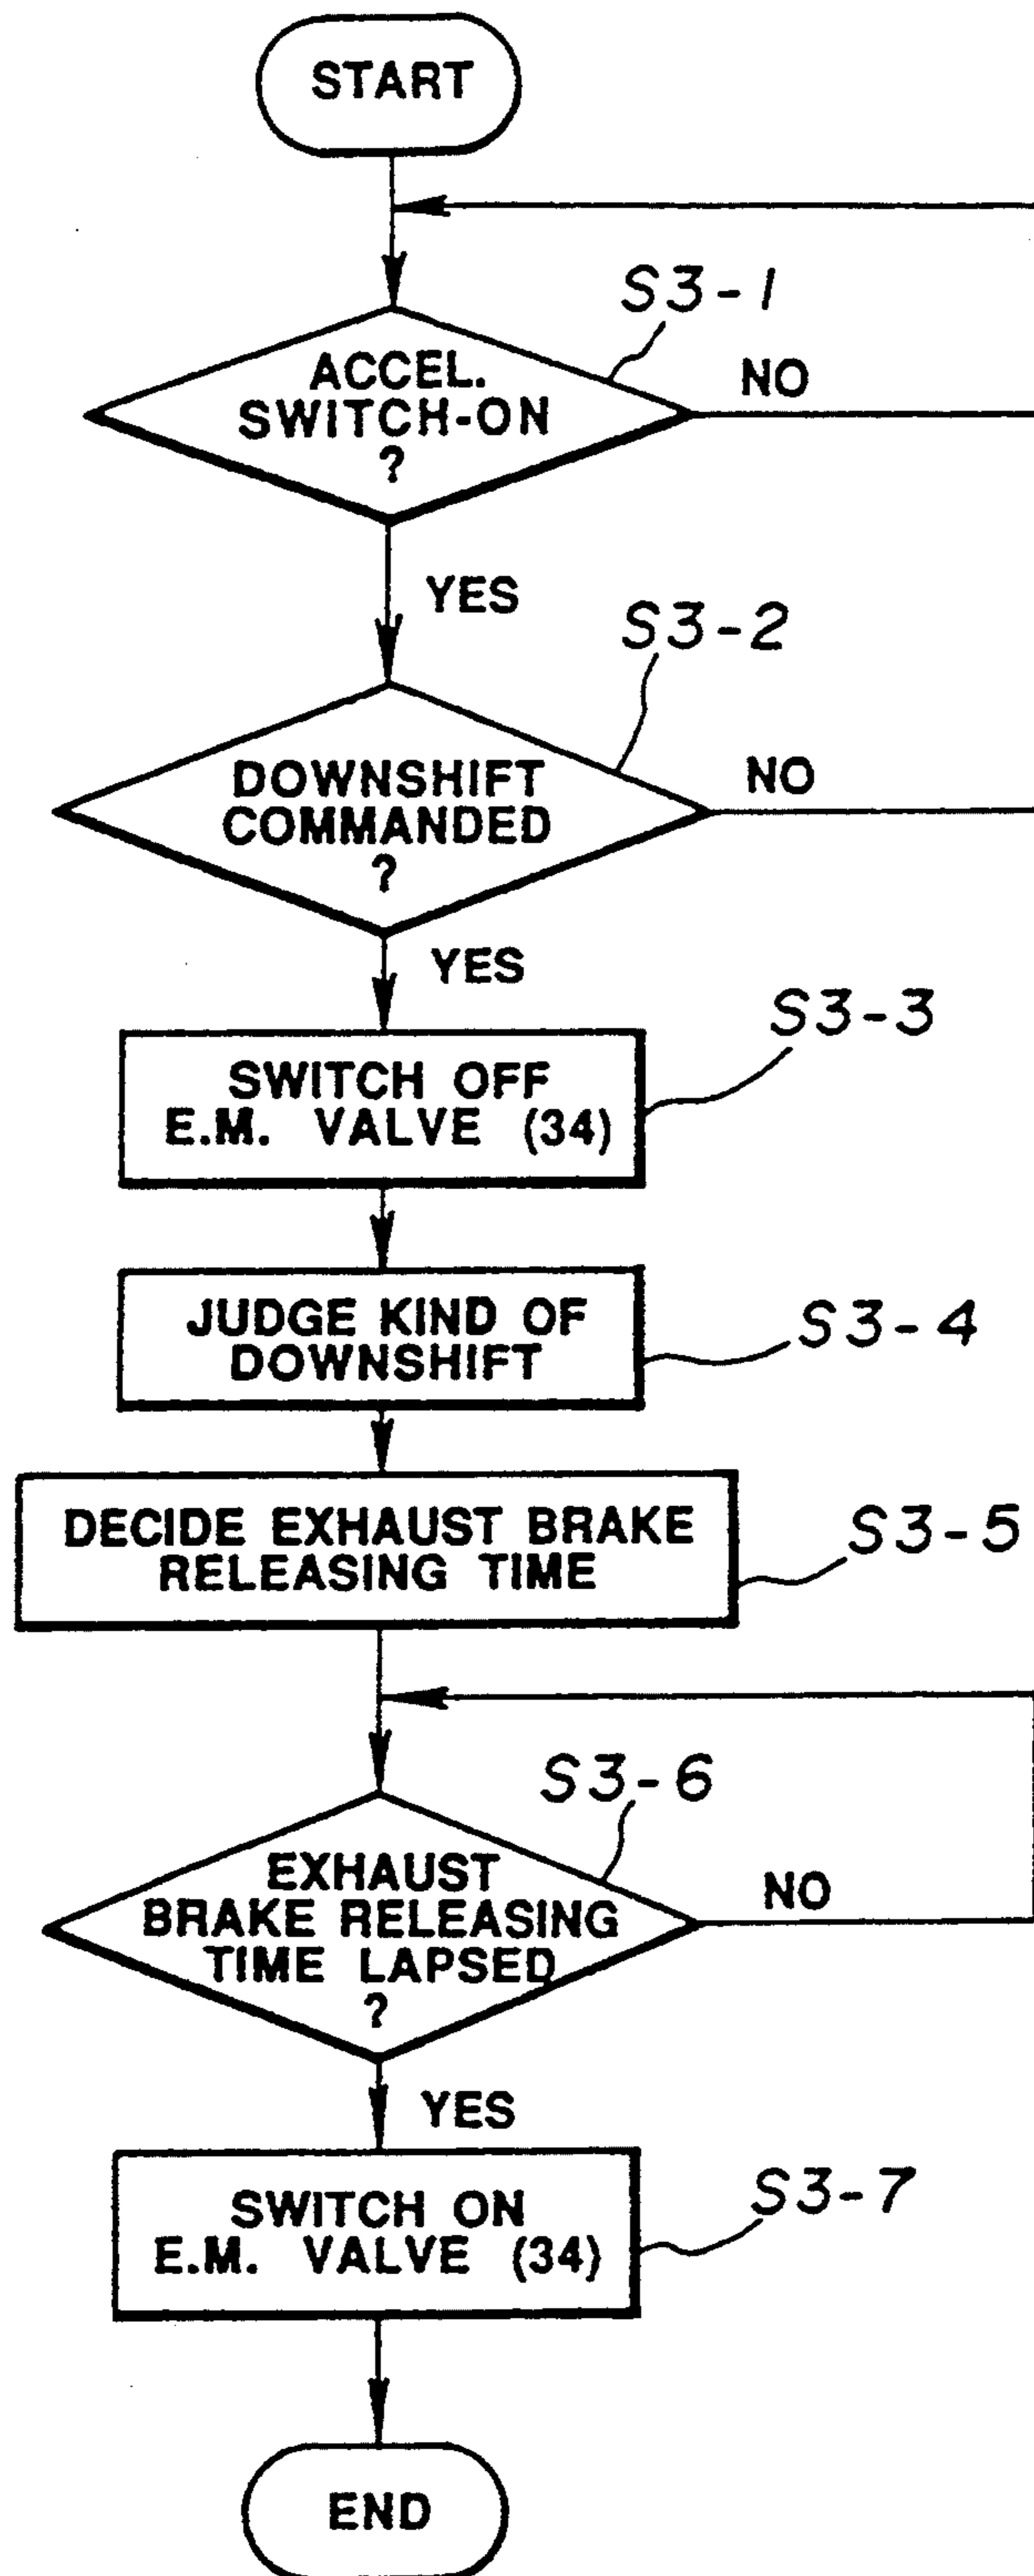 START
S3-1
ACCEL.
SWITCH-ON
?
NO
YES
S3-2
DOWNSHIFT
COMMANDED
?
NO
YES
S3-3
SWITCH OFF
E.M. VALVE (34)
JUDGE KIND OF
DOWNSHIFT
S3-4
DECIDE EXHAUST BRAKE
RELEASING TIME
S3-5
S3-6
EXHAUST
BRAKE RELEASING
TIME LAPSED
?
NO
YES
SWITCH ON
E.M. VALVE (34)
S3-7
END